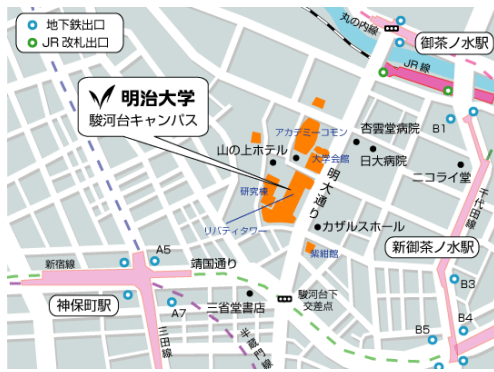 地下鉄出口
JR 改札出口
丸の内線
御茶ノ水駅
JR 線
明治大学
駿河台キャンパス
アカデミーコモン
杏雲堂病院
B1
山の上ホテル
大学会館
日大病院
ニコライ堂
明大通り
千代田線
研究棟
リバティタワー
カザルスホール
紫紺館
新御茶ノ水駅
新宿線
A5
靖国通り
B3
神保町駅
A7
三省堂書店
駿河台下
交差点
三田線
半蔵門線
B5
B4